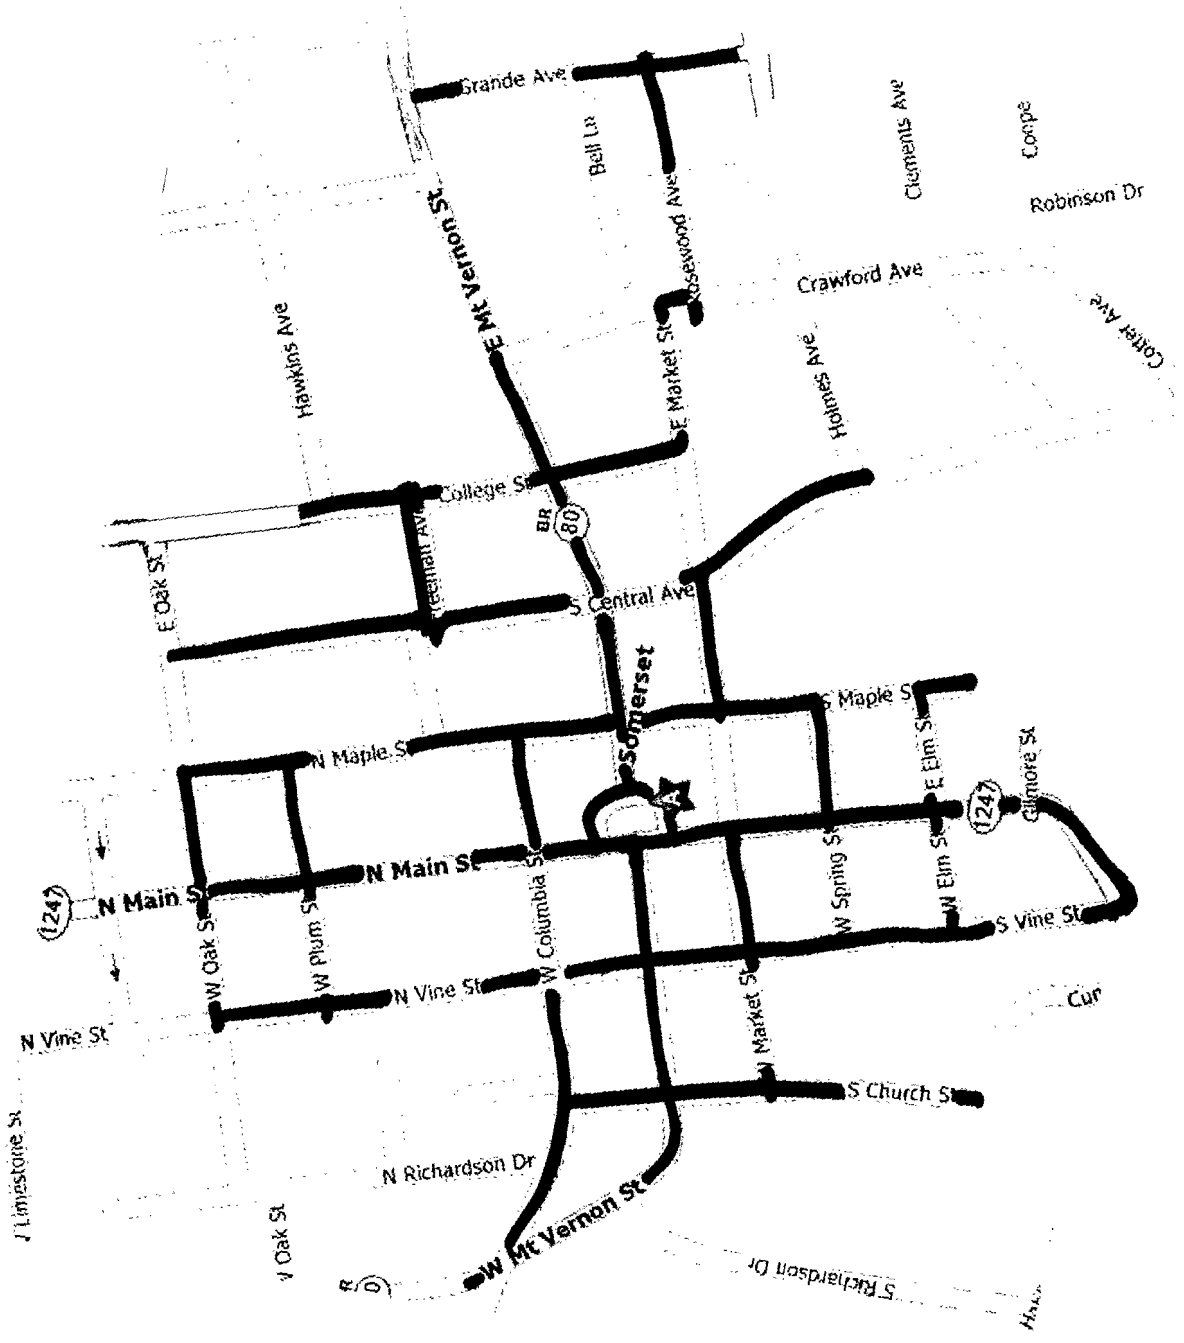 Grande Ave
Bell Ln
Clements Ave
Robinson Dr
E Mt Vernon St
Rosewood Ave
Crawford Ave
Hawkins Ave
E Market St
Holmes Ave
Cotter Ave
College St
BR
80
Freeman Ave
E Oak St
S Central Ave
Somerset
S Maple St
N Maple St
E Elm St
Gilmore St
1247
N Main St
N Main St
1247
W Oak St
W Plum St
W Columbia St
W Spring St
W Elm St
S Vine St
N Vine St
N Vine St
W Market St
Cur
S Church St
N Limestone St
N Richardson Dr
W Mt Vernon St
W Oak St
S Richardson Dr